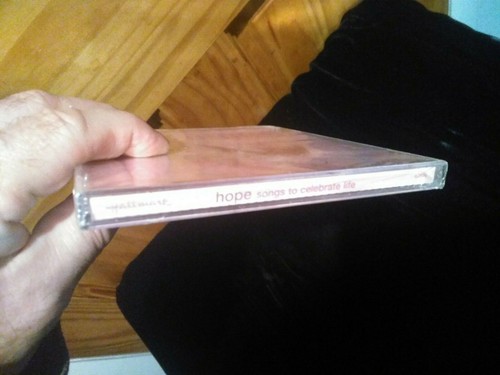 hope songs to celebrate life